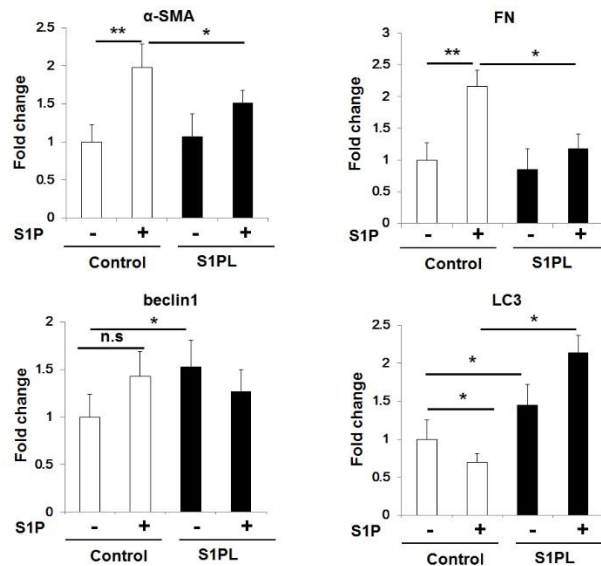 α-SMA
**
*
Fold change
2.5
2
1.5
1
0.5
0
S1P - + - +
Control S1PL
FN
**
*
Fold change
3
2.5
2
1.5
1
0.5
0
S1P - + - +
Control S1PL
beclin1
*
n.s
Fold change
2
1.5
1
0.5
0
S1P - + - +
Control S1PL
LC3
*
*
*
Fold change
2.5
2
1.5
1
0.5
0
S1P - + - +
Control S1PL